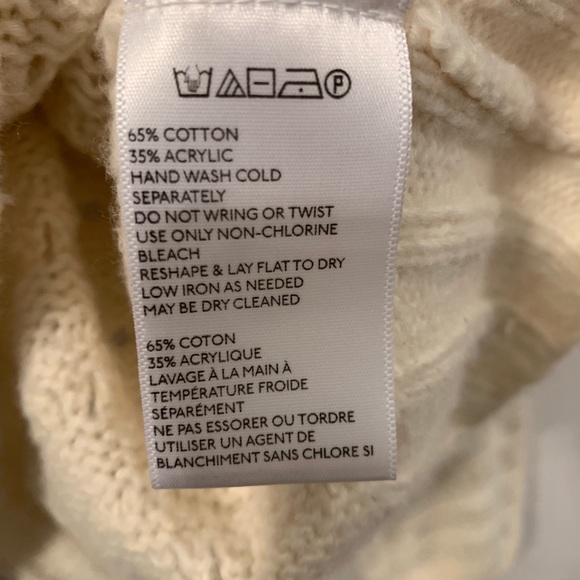 P
65% COTTON
35% ACRYLIC
HAND WASH COLD
SEPARATELY
DO NOT WRING OR TWIST
USE ONLY NON-CHLORINE
BLEACH
RESHAPE & LAY FLAT TO DRY
LOW IRON AS NEEDED
MAY BE DRY CLEANED
65% COTON
35% ACRYLIQUE
LAVAGE À LA MAIN À
TEMPÉRATURE FROIDE
SÉPARÉMENT
NE PAS ESSORER OU TORDRE
UTILISER UN AGENT DE
BLANCHIMENT SANS CHLORE SI